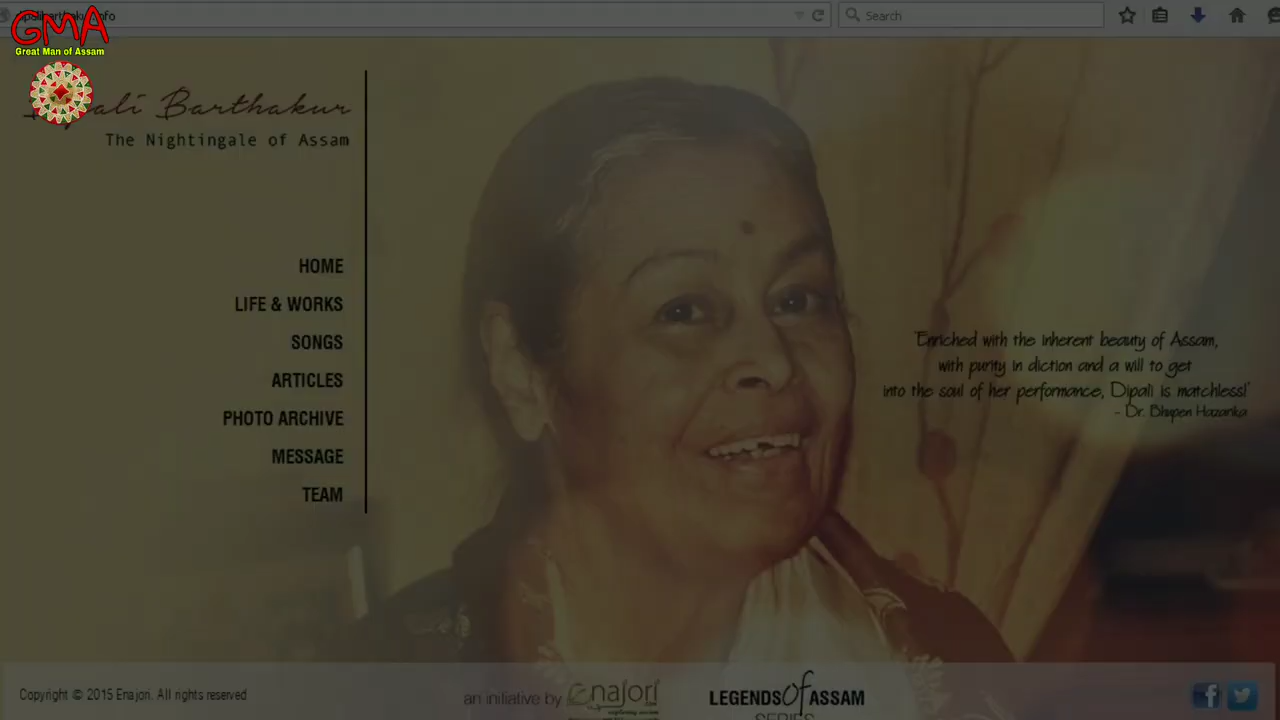 GMA
Great Man of Assam
Search
Barthakur
The Nightingale of Assam
HOME
LIFE & WORKS
SONGS
ARTICLES
PHOTO ARCHIVE
MESSAGE
TEAM
'Enriched with the inherent beauty of Assam,
with purity in diction and a will to get
into the soul of her performance, Dipali is matchless!'
- Dr. Bhupen Hazarika
Copyright © 2015 Enajori. All rights reserved
an initiative by enajori
LEGENDS of ASSAM
SERIES